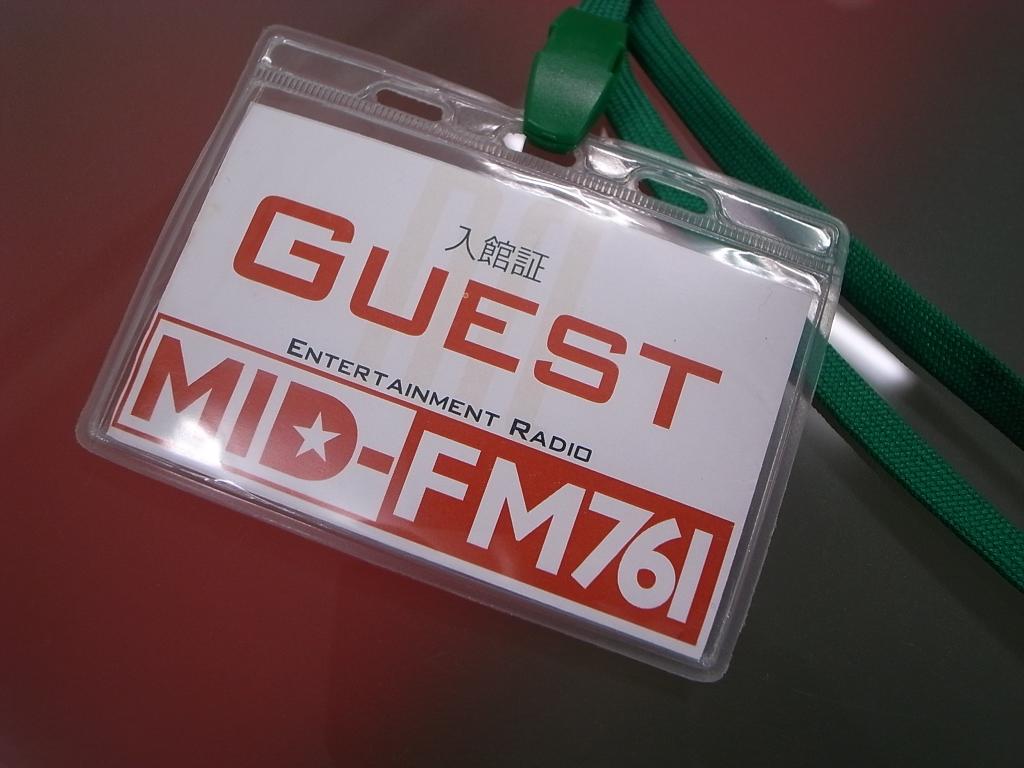 入館証
GUEST
ENTERTAINMENT RADIO
MID-FM761